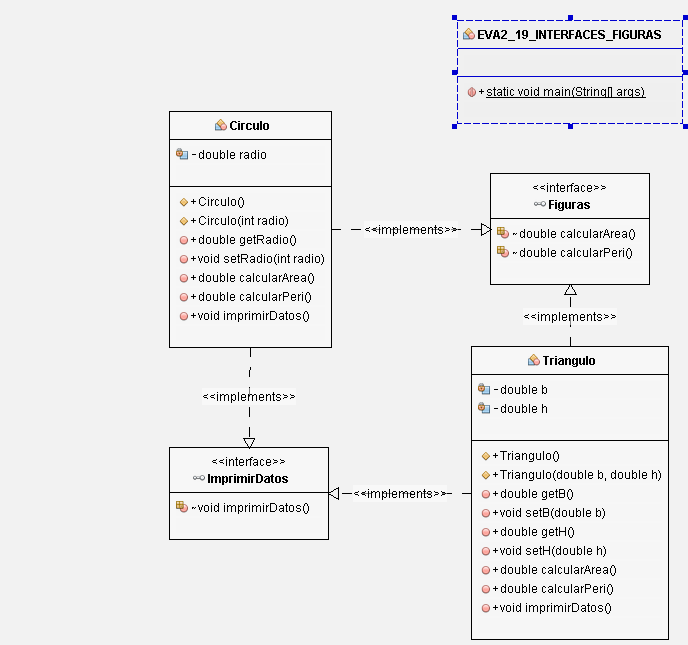 EVA2_19_INTERFACES_FIGURAS
+static void main(String[] args)
Circulo
-double radio
+Circulo()
+Circulo(int radio)
+double getRadio()
+void setRadio(int radio)
+double calcularArea()
+double calcularPeri()
+void imprimirDatos()
<<implements>>
<<interface>>
Figuras
~double calcularArea()
~double calcularPeri()
<<implements>>
Triangulo
-double b
-double h
+Triangulo()
+Triangulo(double b, double h)
+double getB()
+void setB(double b)
+double getH()
+void setH(double h)
+double calcularArea()
+double calcularPeri()
+void imprimirDatos()
<<implements>>
<<interface>>
ImprimirDatos
~void imprimirDatos()
<<implements>>